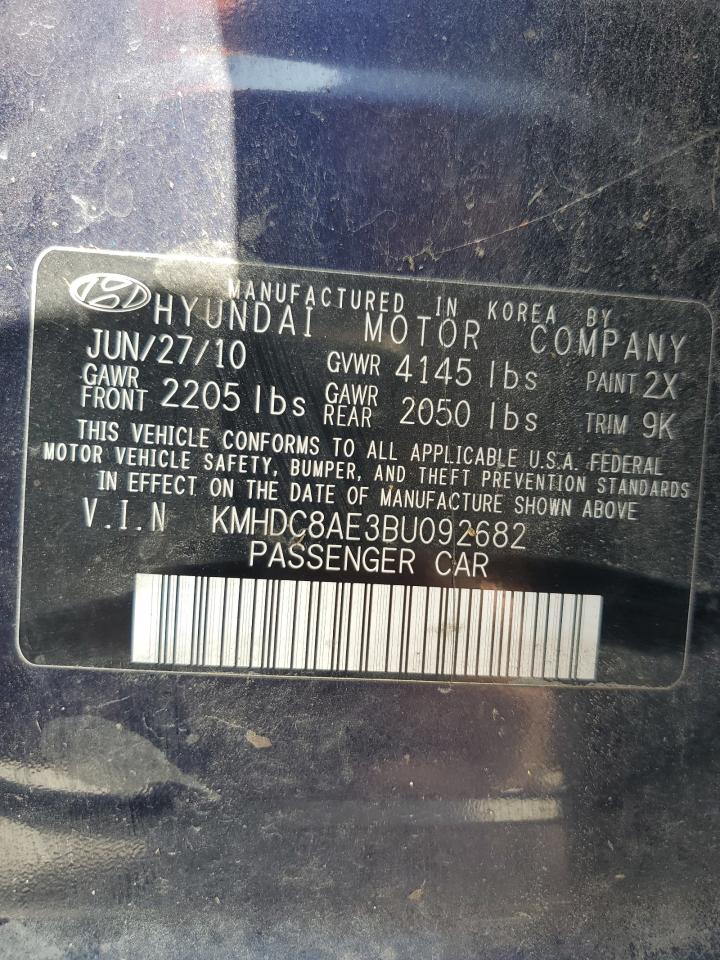 MANUFACTURED IN KOREA BY
HYUNDAI MOTOR COMPANY
JUN/27/10 GVWR 4145 lbs PAINT 2X
GAWR FRONT 2205 lbs GAWR REAR 2050 lbs TRIM 9K
THIS VEHICLE CONFORMS TO ALL APPLICABLE U.S.A. FEDERAL
MOTOR VEHICLE SAFETY, BUMPER, AND THEFT PREVENTION STANDARDS
IN EFFECT ON THE DATE OF MANUFACTURE SHOWN ABOVE
V.I.N KMHDC8AE3BU092682
PASSENGER CAR